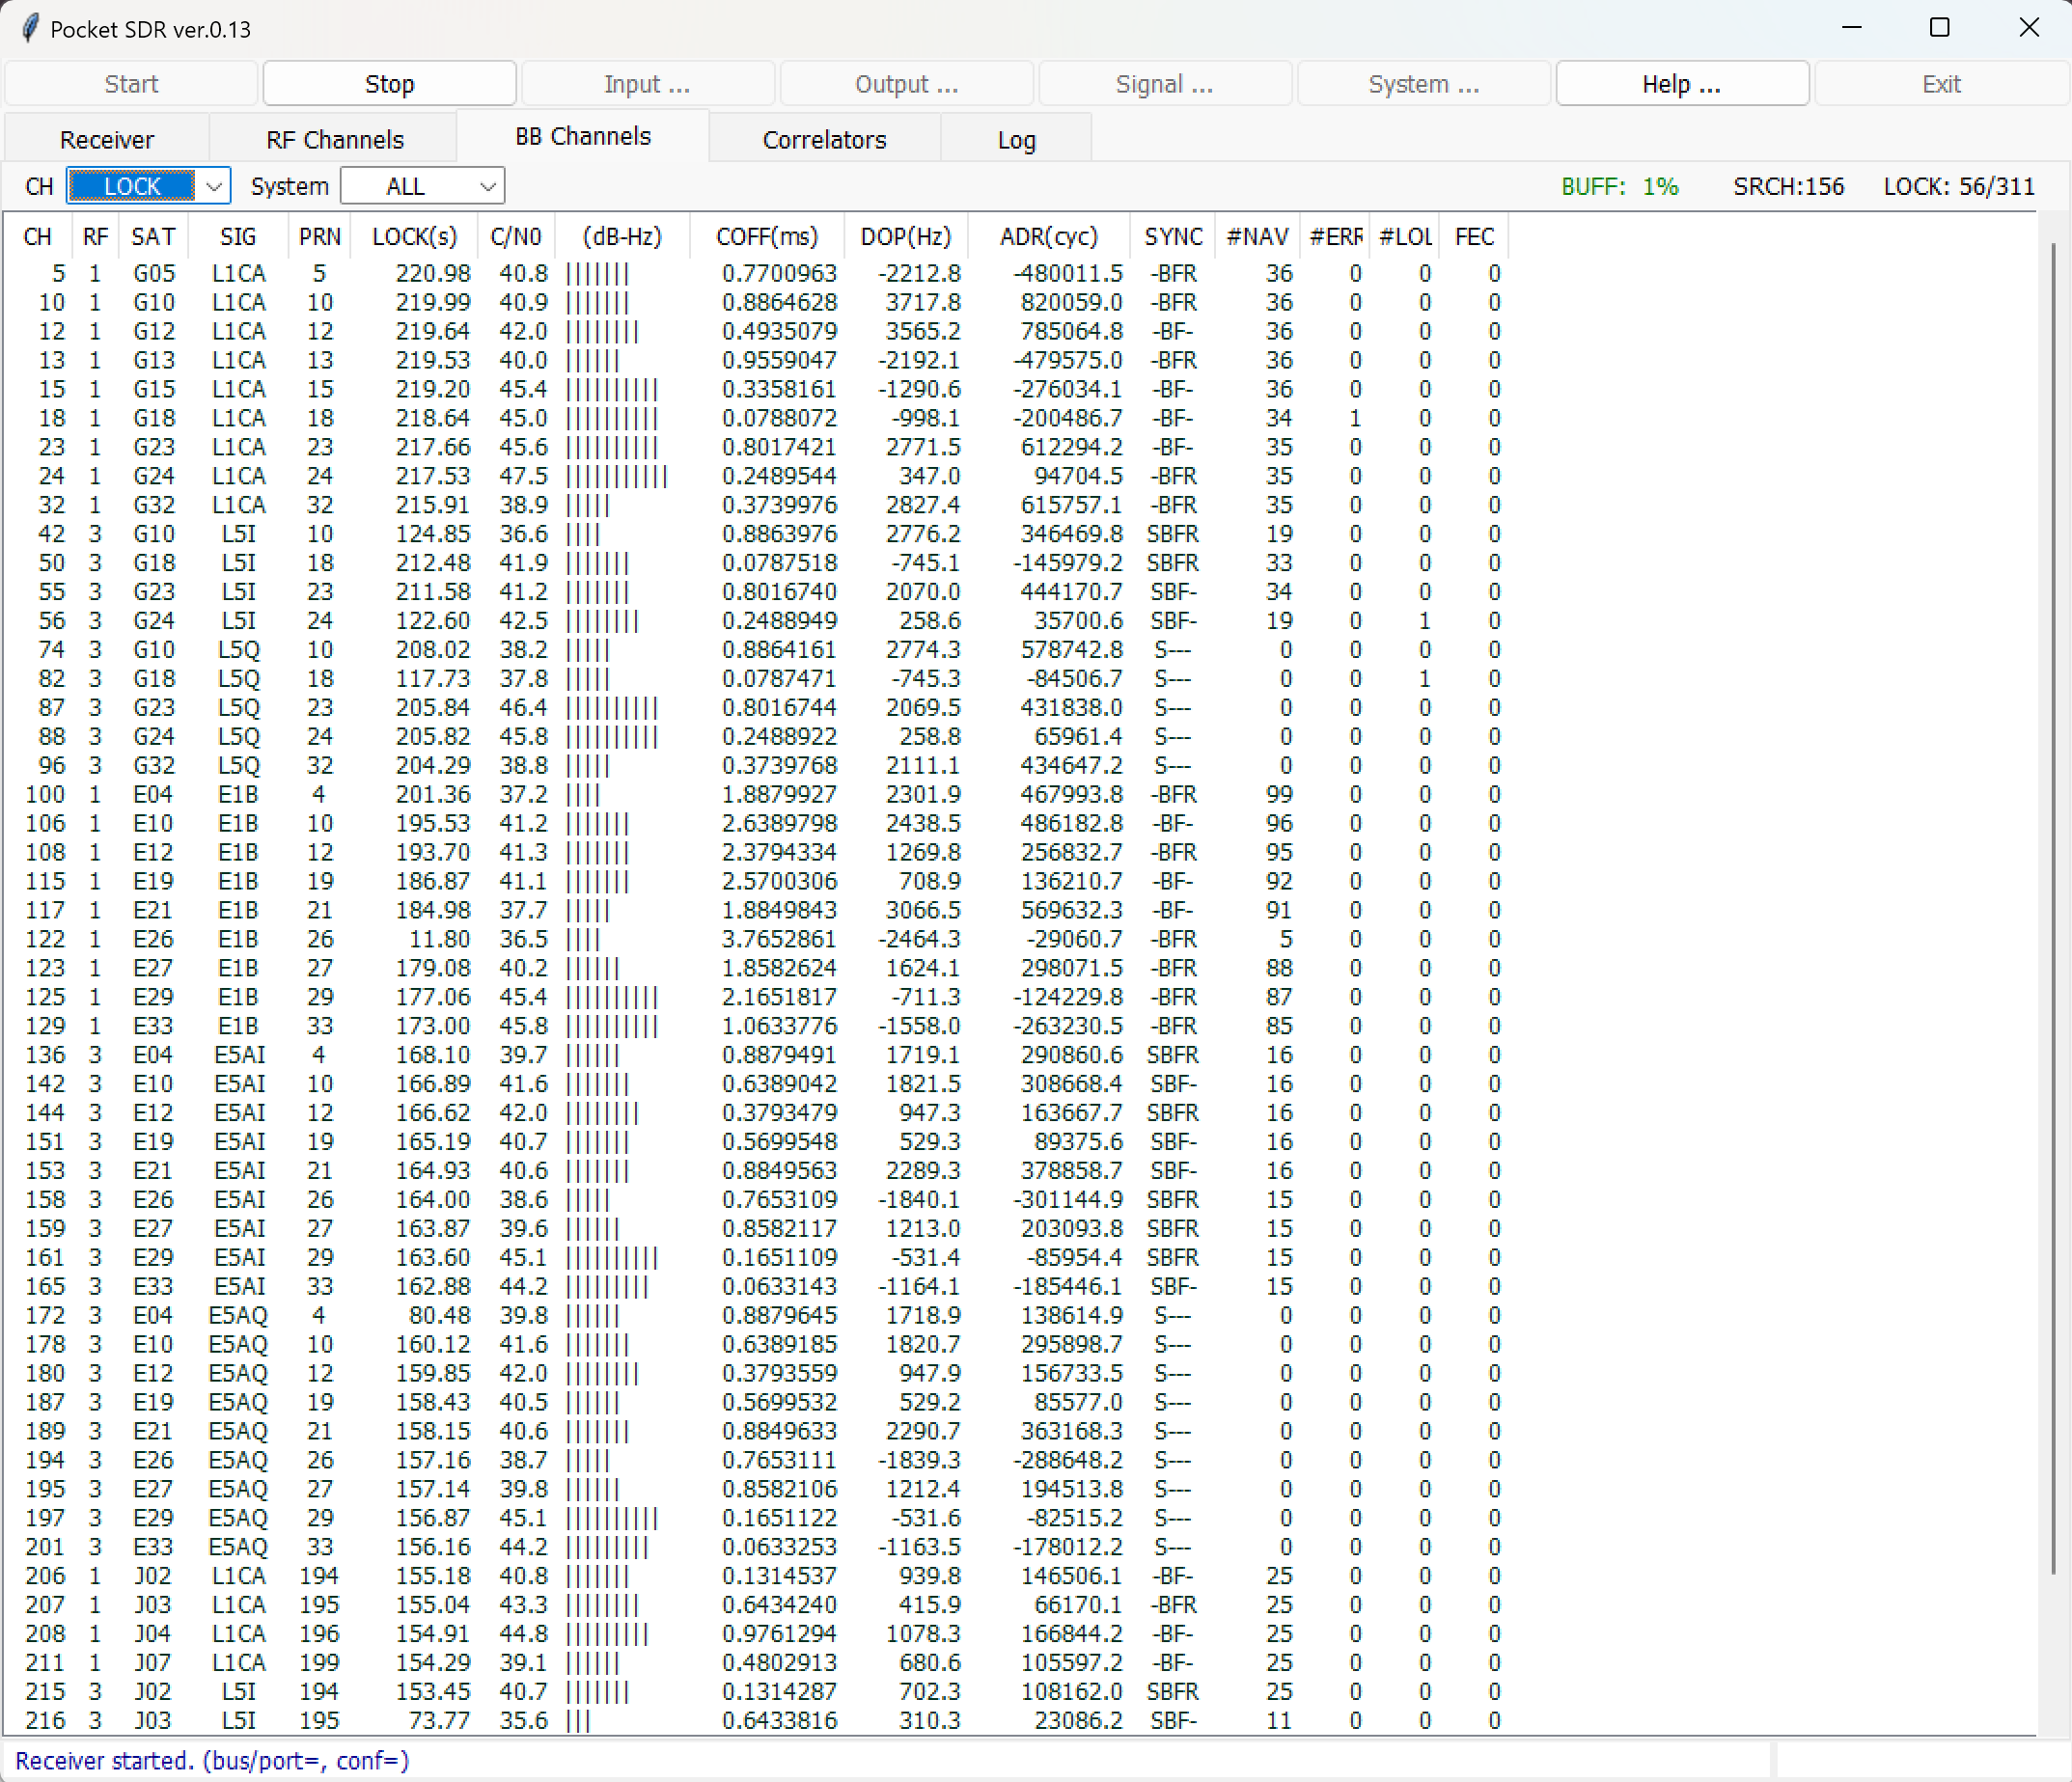 Pocket SDR ver.0.13
Start Stop Input ... Output ... Signal ... System ... Help ... Exit
Receiver RF Channels BB Channels Correlators Log
CH LOCK System ALL BUFF: 1% SRCH:156 LOCK: 56/311
CH RF SAT SIG PRN LOCK(s) C/N0 (dB-Hz) COFF(ms) DOP(Hz) ADR(cyc) SYNC #NAV #ERR #LOL FEC
5 1 G05 L1CA 5 220.98 40.8 ||||||| 0.7700963 -2212.8 -480011.5 -BFR 36 0 0 0
10 1 G10 L1CA 10 219.99 40.9 ||||||| 0.8864628 3717.8 820059.0 -BFR 36 0 0 0
12 1 G12 L1CA 12 219.64 42.0 |||||||| 0.4935079 3565.2 785064.8 -BF- 36 0 0 0
13 1 G13 L1CA 13 219.53 40.0 |||||| 0.9559047 -2192.1 -479575.0 -BFR 36 0 0 0
15 1 G15 L1CA 15 219.20 45.4 |||||||||| 0.3358161 -1290.6 -276034.1 -BF- 36 0 0 0
18 1 G18 L1CA 18 218.64 45.0 |||||||||| 0.0788072 -998.1 -200486.7 -BF- 34 1 0 0
23 1 G23 L1CA 23 217.66 45.6 |||||||||| 0.8017421 2771.5 612294.2 -BF- 35 0 0 0
24 1 G24 L1CA 24 217.53 47.5 ||||||||||| 0.2489544 347.0 94704.5 -BFR 35 0 0 0
32 1 G32 L1CA 32 215.91 38.9 ||||| 0.3739976 2827.4 615757.1 -BFR 35 0 0 0
42 3 G10 L5I 10 124.85 36.6 |||| 0.8863976 2776.2 346469.8 SBFR 19 0 0 0
50 3 G18 L5I 18 212.48 41.9 ||||||| 0.0787518 -745.1 -145979.2 SBFR 33 0 0 0
55 3 G23 L5I 23 211.58 41.2 ||||||| 0.8016740 2070.0 444170.7 SBF- 34 0 0 0
56 3 G24 L5I 24 122.60 42.5 |||||||| 0.2488949 258.6 35700.6 SBF- 19 0 1 0
74 3 G10 L5Q 10 208.02 38.2 ||||| 0.8864161 2774.3 578742.8 S--- 0 0 0 0
82 3 G18 L5Q 18 117.73 37.8 ||||| 0.0787471 -745.3 -84506.7 S--- 0 0 1 0
87 3 G23 L5Q 23 205.84 46.4 |||||||||| 0.8016744 2069.5 431838.0 S--- 0 0 0 0
88 3 G24 L5Q 24 205.82 45.8 |||||||||| 0.2488922 258.8 65961.4 S--- 0 0 0 0
96 3 G32 L5Q 32 204.29 38.8 ||||| 0.3739768 2111.1 434647.2 S--- 0 0 0 0
100 1 E04 E1B 4 201.36 37.2 |||| 1.8879927 2301.9 467993.8 -BFR 99 0 0 0
106 1 E10 E1B 10 195.53 41.2 ||||||| 2.6389798 2438.5 486182.8 -BF- 96 0 0 0
108 1 E12 E1B 12 193.70 41.3 ||||||| 2.3794334 1269.8 256832.7 -BFR 95 0 0 0
115 1 E19 E1B 19 186.87 41.1 ||||||| 2.5700306 708.9 136210.7 -BF- 92 0 0 0
117 1 E21 E1B 21 184.98 37.7 ||||| 1.8849843 3066.5 569632.3 -BF- 91 0 0 0
122 1 E26 E1B 26 11.80 36.5 |||| 3.7652861 -2464.3 -29060.7 -BFR 5 0 0 0
123 1 E27 E1B 27 179.08 40.2 |||||| 1.8582624 1624.1 298071.5 -BFR 88 0 0 0
125 1 E29 E1B 29 177.06 45.4 |||||||||| 2.1651817 -711.3 -124229.8 -BFR 87 0 0 0
129 1 E33 E1B 33 173.00 45.8 |||||||||| 1.0633776 -1558.0 -263230.5 -BFR 85 0 0 0
136 3 E04 E5AI 4 168.10 39.7 |||||| 0.8879491 1719.1 290860.6 SBFR 16 0 0 0
142 3 E10 E5AI 10 166.89 41.6 ||||||| 0.6389042 1821.5 308668.4 SBF- 16 0 0 0
144 3 E12 E5AI 12 166.62 42.0 |||||||| 0.3793479 947.3 163667.7 SBFR 16 0 0 0
151 3 E19 E5AI 19 165.19 40.7 ||||||| 0.5699548 529.3 89375.6 SBF- 16 0 0 0
153 3 E21 E5AI 21 164.93 40.6 ||||||| 0.8849563 2289.3 378858.7 SBF- 16 0 0 0
158 3 E26 E5AI 26 164.00 38.6 ||||| 0.7653109 -1840.1 -301144.9 SBFR 15 0 0 0
159 3 E27 E5AI 27 163.87 39.6 |||||| 0.8582117 1213.0 203093.8 SBFR 15 0 0 0
161 3 E29 E5AI 29 163.60 45.1 |||||||||| 0.1651109 -531.4 -85954.4 SBFR 15 0 0 0
165 3 E33 E5AI 33 162.88 44.2 ||||||||| 0.0633143 -1164.1 -185446.1 SBF- 15 0 0 0
172 3 E04 E5AQ 4 80.48 39.8 |||||| 0.8879645 1718.9 138614.9 S--- 0 0 0 0
178 3 E10 E5AQ 10 160.12 41.6 ||||||| 0.6389185 1820.7 295898.7 S--- 0 0 0 0
180 3 E12 E5AQ 12 159.85 42.0 |||||||| 0.3793559 947.9 156733.5 S--- 0 0 0 0
187 3 E19 E5AQ 19 158.43 40.5 |||||| 0.5699532 529.2 85577.0 S--- 0 0 0 0
189 3 E21 E5AQ 21 158.15 40.6 ||||||| 0.8849633 2290.7 363168.3 S--- 0 0 0 0
194 3 E26 E5AQ 26 157.16 38.7 ||||| 0.7653111 -1839.3 -288648.2 S--- 0 0 0 0
195 3 E27 E5AQ 27 157.14 39.8 |||||| 0.8582106 1212.4 194513.8 S--- 0 0 0 0
197 3 E29 E5AQ 29 156.87 45.1 |||||||||| 0.1651122 -531.6 -82515.2 S--- 0 0 0 0
201 3 E33 E5AQ 33 156.16 44.2 ||||||||| 0.0633253 -1163.5 -178012.2 S--- 0 0 0 0
206 1 J02 L1CA 194 155.18 40.8 ||||||| 0.1314537 939.8 146506.1 -BF- 25 0 0 0
207 1 J03 L1CA 195 155.04 43.3 |||||||| 0.6434240 415.9 66170.1 -BFR 25 0 0 0
208 1 J04 L1CA 196 154.91 44.8 ||||||||| 0.9761294 1078.3 166844.2 -BF- 25 0 0 0
211 1 J07 L1CA 199 154.29 39.1 |||||| 0.4802913 680.6 105597.2 -BF- 25 0 0 0
215 3 J02 L5I 194 153.45 40.7 ||||||| 0.1314287 702.3 108162.0 SBFR 25 0 0 0
216 3 J03 L5I 195 73.77 35.6 ||| 0.6433816 310.3 23086.2 SBF- 11 0 0 0
Receiver started. (bus/port=, conf=)